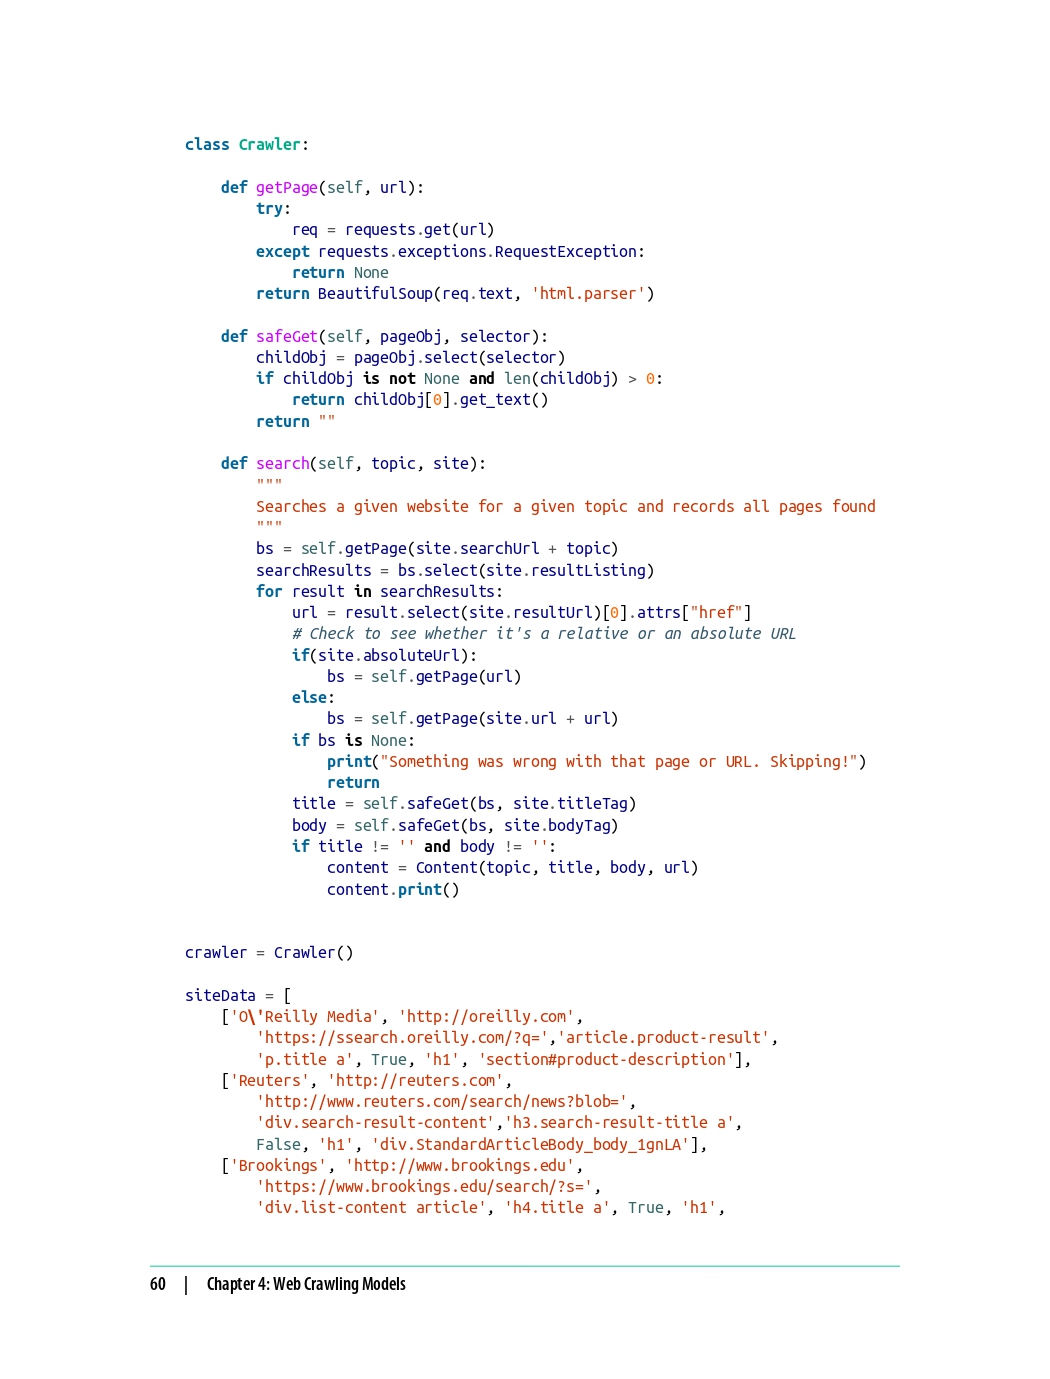 class Crawler:

    def getPage(self, url):
        try:
            req = requests.get(url)
        except requests.exceptions.RequestException:
            return None
        return BeautifulSoup(req.text, 'html.parser')

    def safeGet(self, pageObj, selector):
        childObj = pageObj.select(selector)
        if childObj is not None and len(childObj) > 0:
            return childObj[0].get_text()
        return ""

    def search(self, topic, site):
        """
        Searches a given website for a given topic and records all pages found
        """
        bs = self.getPage(site.searchUrl + topic)
        searchResults = bs.select(site.resultListing)
        for result in searchResults:
            url = result.select(site.resultUrl)[0].attrs["href"]
            # Check to see whether it's a relative or an absolute URL
            if(site.absoluteUrl):
                bs = self.getPage(url)
            else:
                bs = self.getPage(site.url + url)
            if bs is None:
                print("Something was wrong with that page or URL. Skipping!")
                return
            title = self.safeGet(bs, site.titleTag)
            body = self.safeGet(bs, site.bodyTag)
            if title != '' and body != '':
                content = Content(topic, title, body, url)
                content.print()


crawler = Crawler()

siteData = [
    ['O\'Reilly Media', 'http://oreilly.com',
        'https://ssearch.oreilly.com/?q=','article.product-result',
        'p.title a', True, 'h1', 'section#product-description'],
    ['Reuters', 'http://reuters.com',
        'http://www.reuters.com/search/news?blob=',
        'div.search-result-content','h3.search-result-title a',
        False, 'h1', 'div.StandardArticleBody_body_1gnLA'],
    ['Brookings', 'http://www.brookings.edu',
        'https://www.brookings.edu/search/?s=',
        'div.list-content article', 'h4.title a', True, 'h1',

60 | Chapter 4: Web Crawling Models